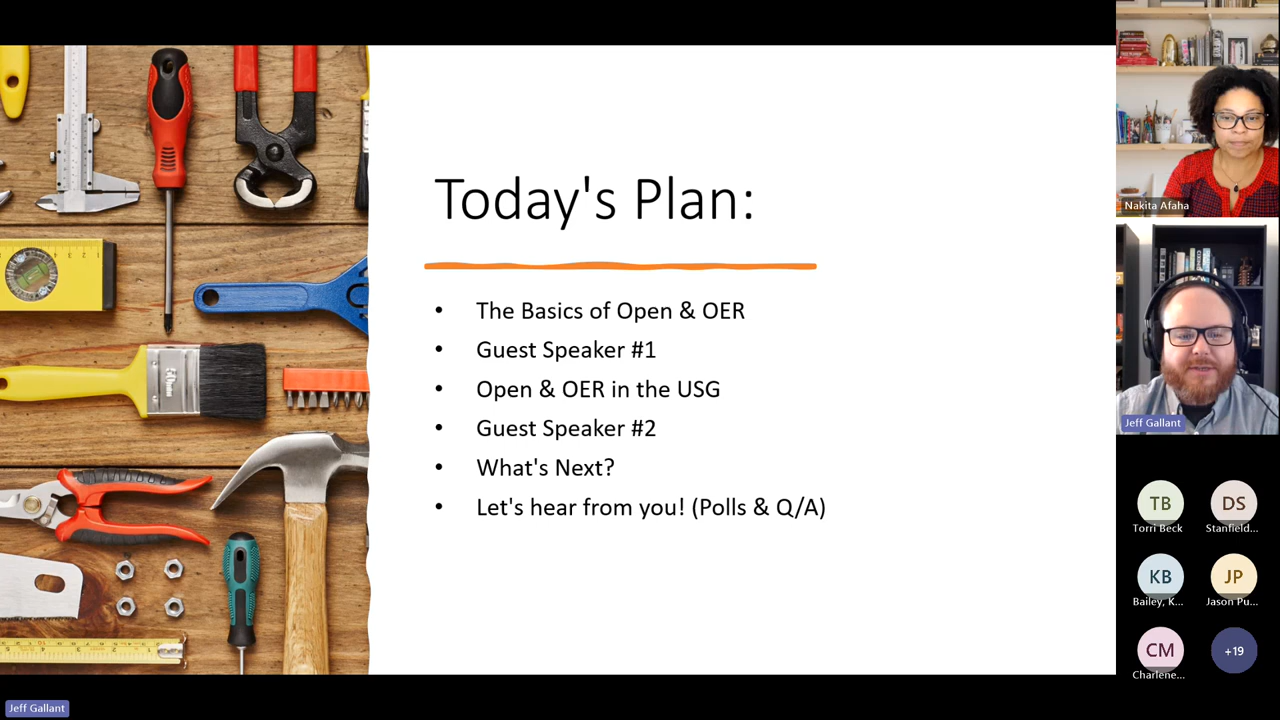 Today's Plan:
• The Basics of Open & OER
• Guest Speaker #1
• Open & OER in the USG
• Guest Speaker #2
• What's Next?
• Let's hear from you! (Polls & Q/A)
Nakita Afaha
Jeff Gallant
TB
Torri Beck
DS
Stanfield...
KB
Bailey, K...
JP
Jason Pu...
CM
Charlene...
+19
Jeff Gallant